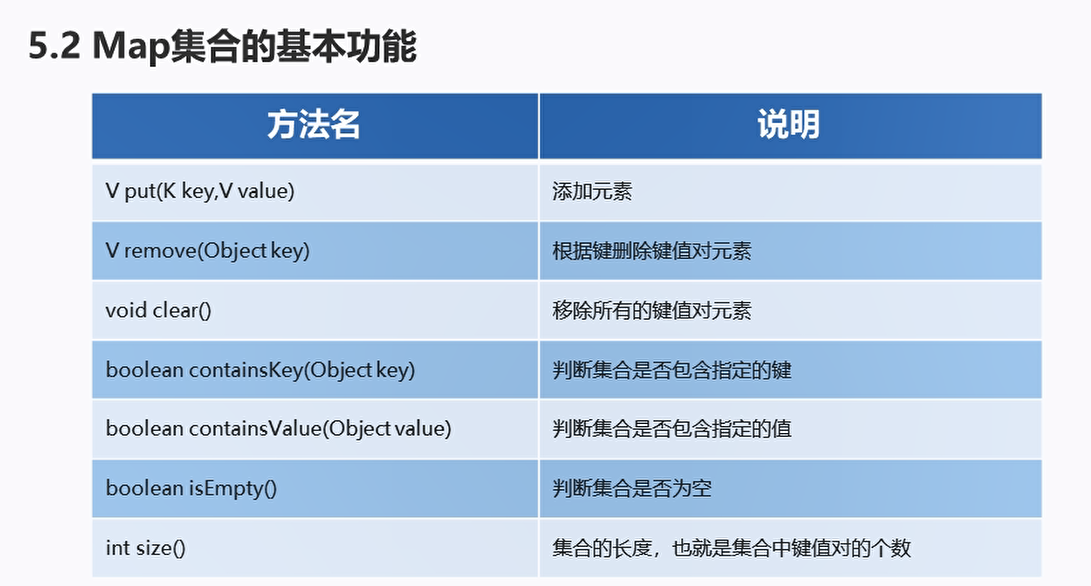 5.2 Map集合的基本功能
方法名 说明
V put(K key,V value) 添加元素
V remove(Object key) 根据键删除键值对元素
void clear() 移除所有的键值对元素
boolean containsKey(Object key) 判断集合是否包含指定的键
boolean containsValue(Object value) 判断集合是否包含指定的值
boolean isEmpty() 判断集合是否为空
int size() 集合的长度，也就是集合中键值对的个数